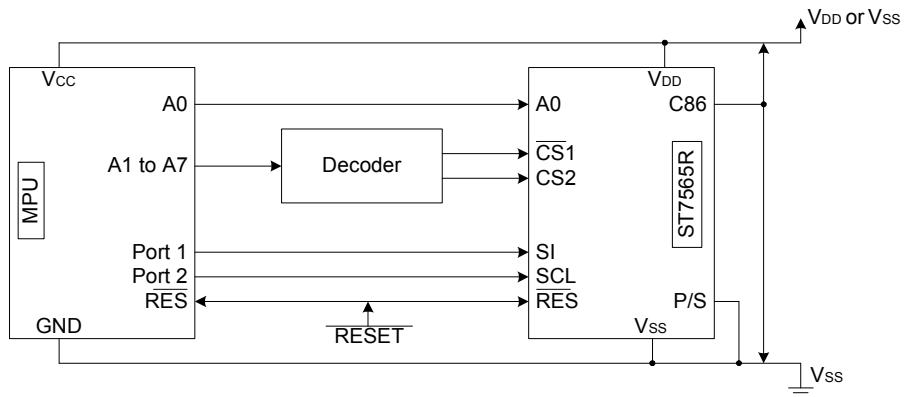 VDD or VSS
VCC
VDD
A0
A0
C86
A1 to A7
Decoder
CS1
CS2
MPU
ST7565R
Port 1
SI
Port 2
SCL
RES
RES
P/S
GND
RESET
VSS
VSS